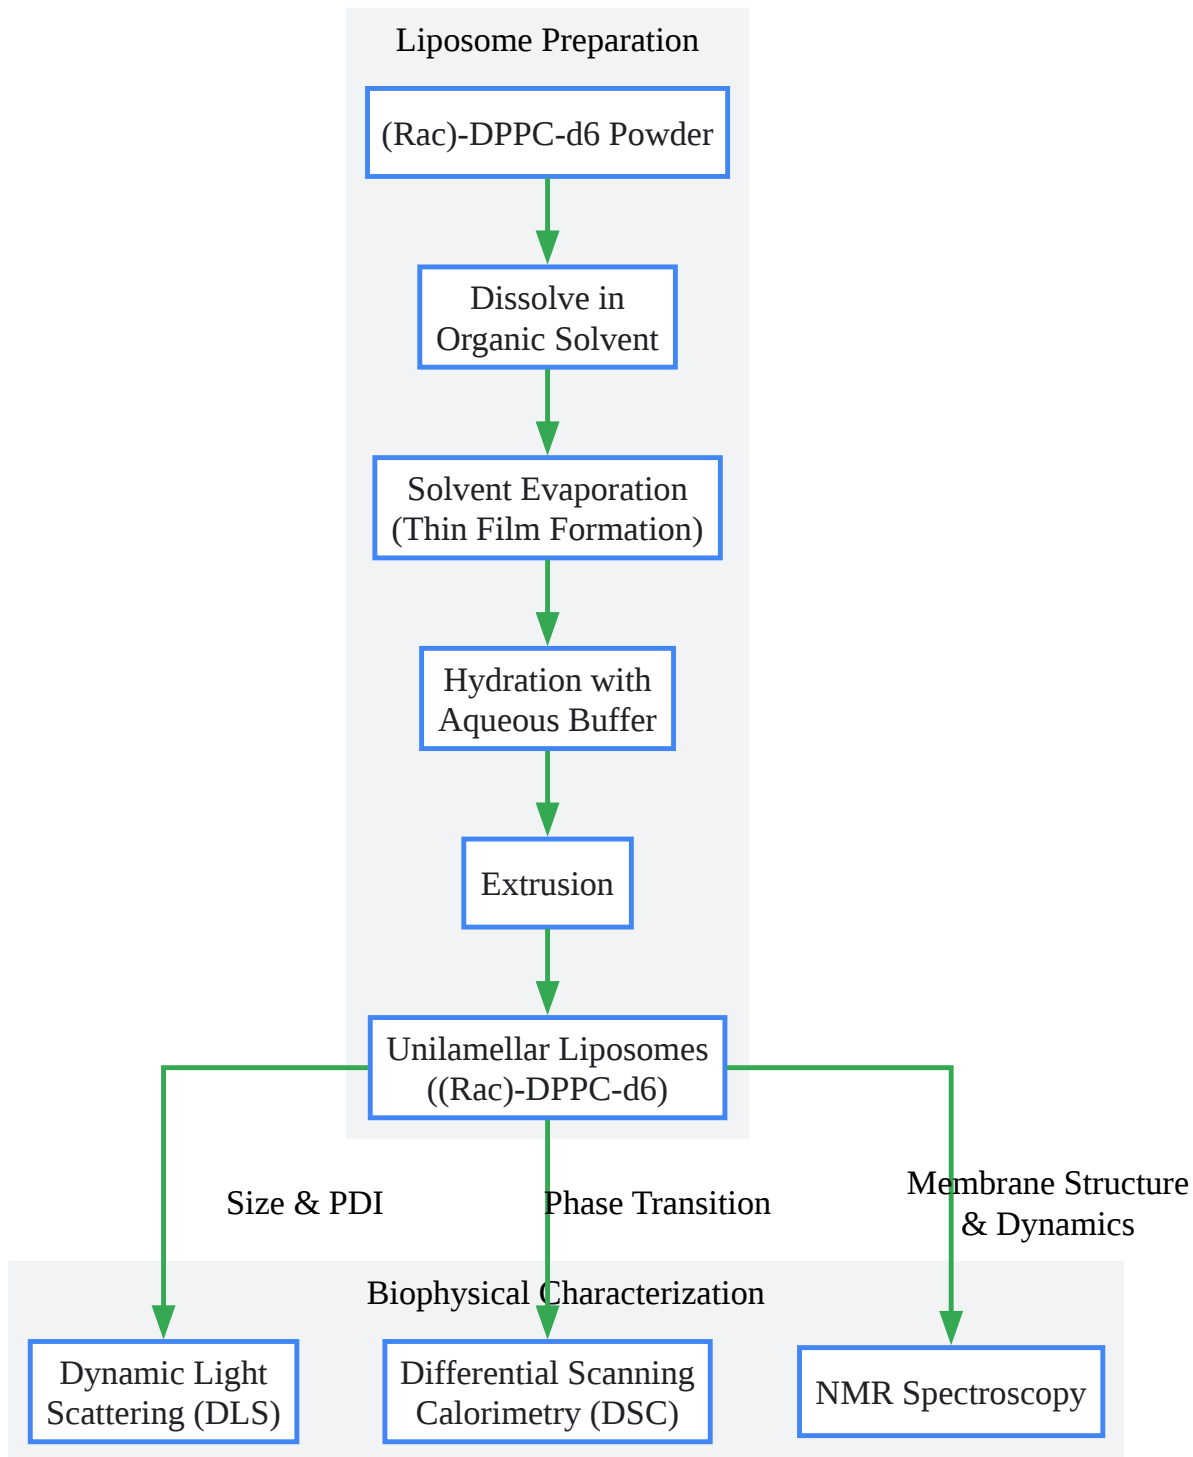 Liposome Preparation
(Rac)-DPPC-d6 Powder
Dissolve in
Organic Solvent
Solvent Evaporation
(Thin Film Formation)
Hydration with
Aqueous Buffer
Extrusion
Unilamellar Liposomes
((Rac)-DPPC-d6)
Size & PDI
Phase Transition
Membrane Structure
& Dynamics
Biophysical Characterization
Dynamic Light
Scattering (DLS)
Differential Scanning
Calorimetry (DSC)
NMR Spectroscopy